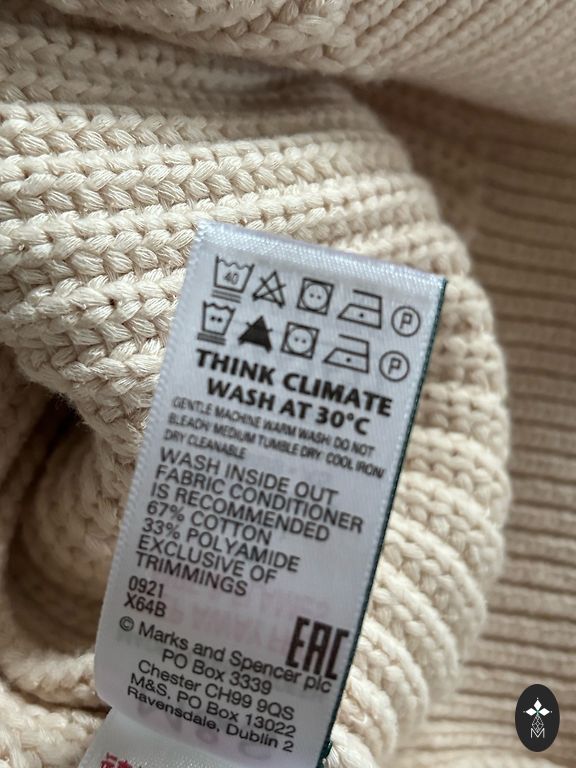 40
P
P
THINK CLIMATE
WASH AT 30°C
GENTLE MACHINE WARM WASH DO NOT
BLEACH MEDIUM TUMBLE DRY COOL IRON/
DRY CLEANABLE
WASH INSIDE OUT
FABRIC CONDITIONER
IS RECOMMENDED
67% COTTON
33% POLYAMIDE
EXCLUSIVE OF
TRIMMINGS
0921
X64B
EAC
© Marks and Spencer plc
PO Box 3339
Chester CH99 9QS
M&S, PO Box 13022
Ravensdale, Dublin 2
M